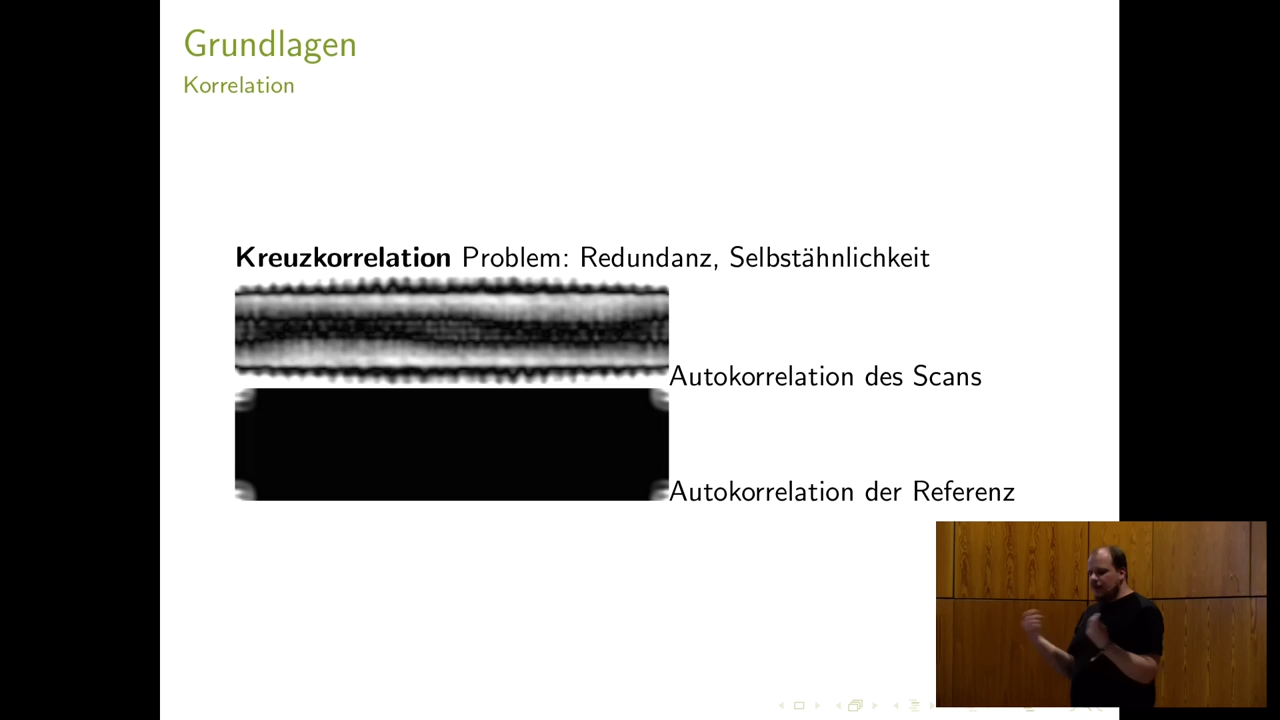 Grundlagen
Korrelation
Kreuzkorrelation Problem: Redundanz, Selbstähnlichkeit
Autokorrelation des Scans
Autokorrelation der Referenz